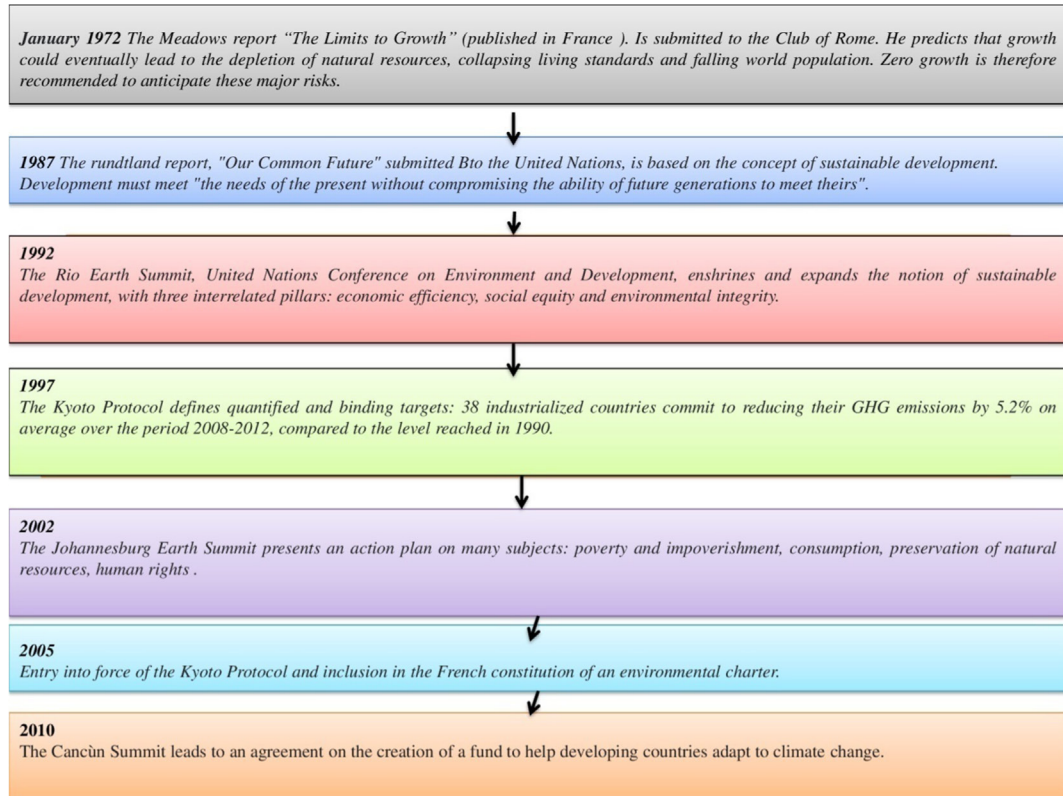 January 1972 The Meadows report “The Limits to Growth” (published in France ). Is submitted to the Club of Rome. He predicts that growth
could eventually lead to the depletion of natural resources, collapsing living standards and falling world population. Zero growth is therefore
recommended to anticipate these major risks.
1987 The rundtland report, "Our Common Future" submitted Bto the United Nations, is based on the concept of sustainable development.
Development must meet "the needs of the present without compromising the ability of future generations to meet theirs".
1992
The Rio Earth Summit, United Nations Conference on Environment and Development, enshrines and expands the notion of sustainable
development, with three interrelated pillars: economic efficiency, social equity and environmental integrity.
1997
The Kyoto Protocol defines quantified and binding targets: 38 industrialized countries commit to reducing their GHG emissions by 5.2% on
average over the period 2008-2012, compared to the level reached in 1990.
2002
The Johannesburg Earth Summit presents an action plan on many subjects: poverty and impoverishment, consumption, preservation of natural
resources, human rights .
2005
Entry into force of the Kyoto Protocol and inclusion in the French constitution of an environmental charter.
2010
The Cancùn Summit leads to an agreement on the creation of a fund to help developing countries adapt to climate change.